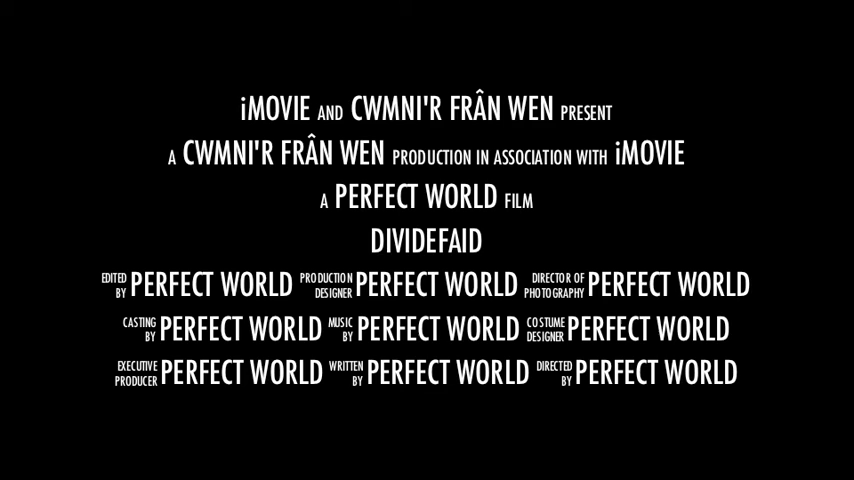 iMOVIE AND CWMNI'R FRÂN WEN PRESENT
A CWMNI'R FRÂN WEN PRODUCTION IN ASSOCIATION WITH iMOVIE
A PERFECT WORLD FILM
DIVIDEFAID
EDITED BY PERFECT WORLD PRODUCTION DESIGNER PERFECT WORLD DIRECTOR OF PHOTOGRAPHY PERFECT WORLD
CASTING BY PERFECT WORLD MUSIC BY PERFECT WORLD COSTUME DESIGNER PERFECT WORLD
EXECUTIVE PRODUCER PERFECT WORLD WRITTEN BY PERFECT WORLD DIRECTED BY PERFECT WORLD